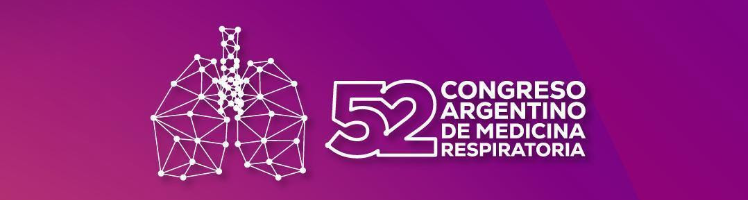 52
CONGRESO
ARGENTINO
DE MEDICINA
RESPIRATORIA